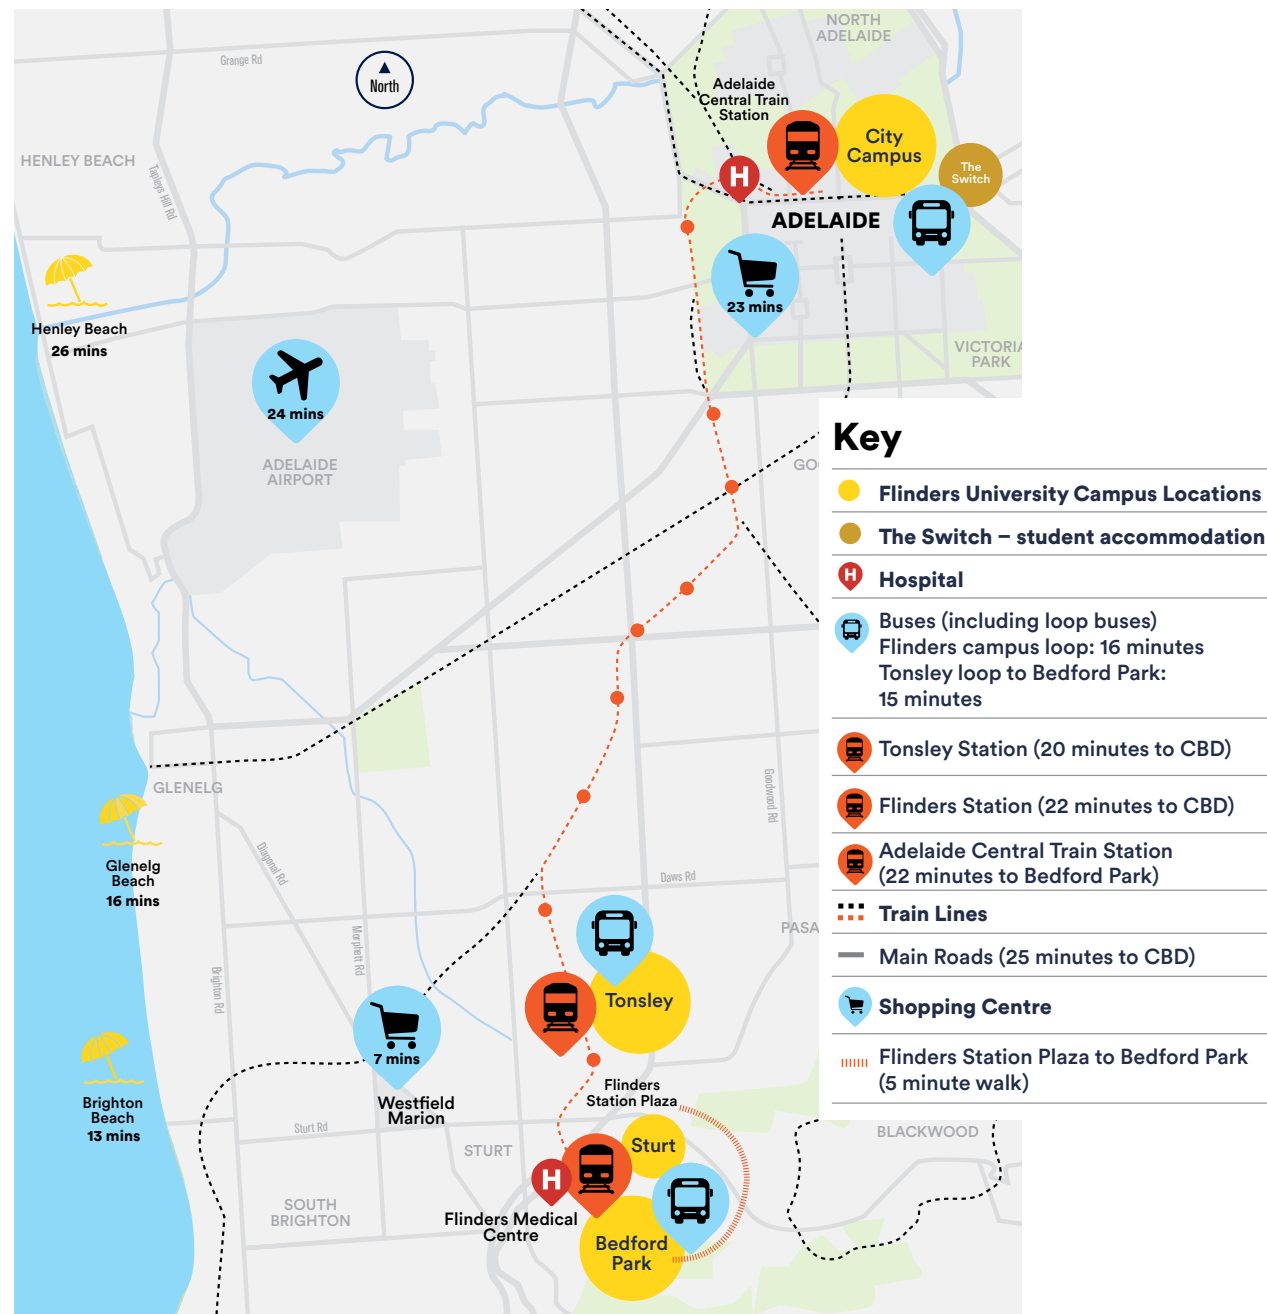 NORTH
ADELAIDE
Grange Rd
North
Adelaide
Central Train
Station
City
Campus
HENLEY BEACH
Tapleys Hill Rd
H
The
Switch
ADELAIDE
23 mins
Henley Beach
26 mins
VICTORIA
PARK
24 mins
ADELAIDE
AIRPORT
GOO
GLENELG
Glenelg
Beach
16 mins
Diagonal Rd
Goodwood Rd
Daws Rd
PASA
Morphett Rd
Brighton Rd
Tonsley
7 mins
Westfield
Marion
Brighton
Beach
13 mins
Flinders
Station Plaza
Sturt Rd
STURT
Sturt
BLACKWOOD
H
SOUTH
BRIGHTON
Flinders Medical
Centre
Bedford
Park
Key
Flinders University Campus Locations
The Switch – student accommodation
H Hospital
Buses (including loop buses)
Flinders campus loop: 16 minutes
Tonsley loop to Bedford Park:
15 minutes
Tonsley Station (20 minutes to CBD)
Flinders Station (22 minutes to CBD)
Adelaide Central Train Station
(22 minutes to Bedford Park)
Train Lines
Main Roads (25 minutes to CBD)
Shopping Centre
Flinders Station Plaza to Bedford Park
(5 minute walk)